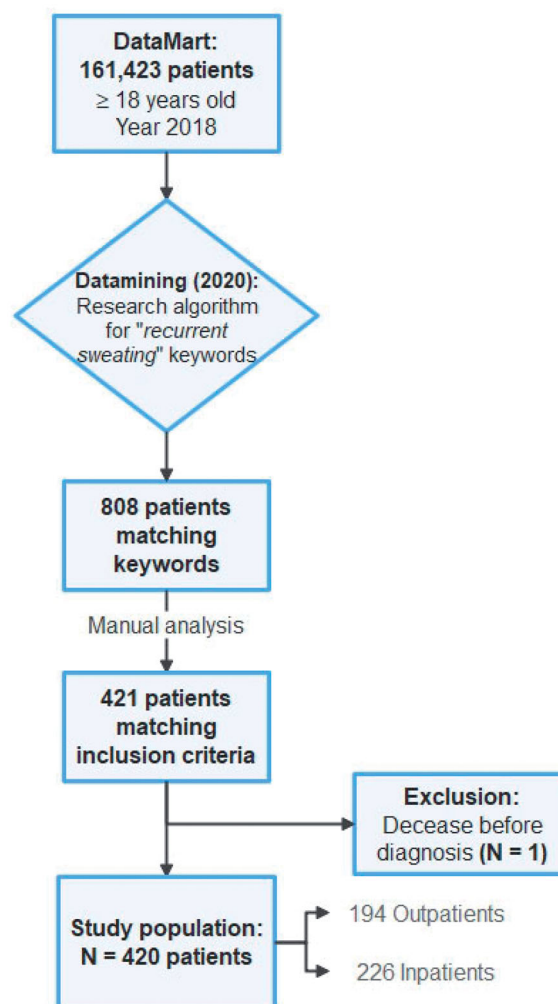 DataMart:
161,423 patients
≥ 18 years old
Year 2018
Datamining (2020):
Research algorithm
for "recurrent
sweating" keywords
808 patients
matching
keywords
Manual analysis
421 patients
matching
inclusion criteria
Exclusion:
Decease before
diagnosis (N = 1)
Study population:
N = 420 patients
194 Outpatients
226 Inpatients